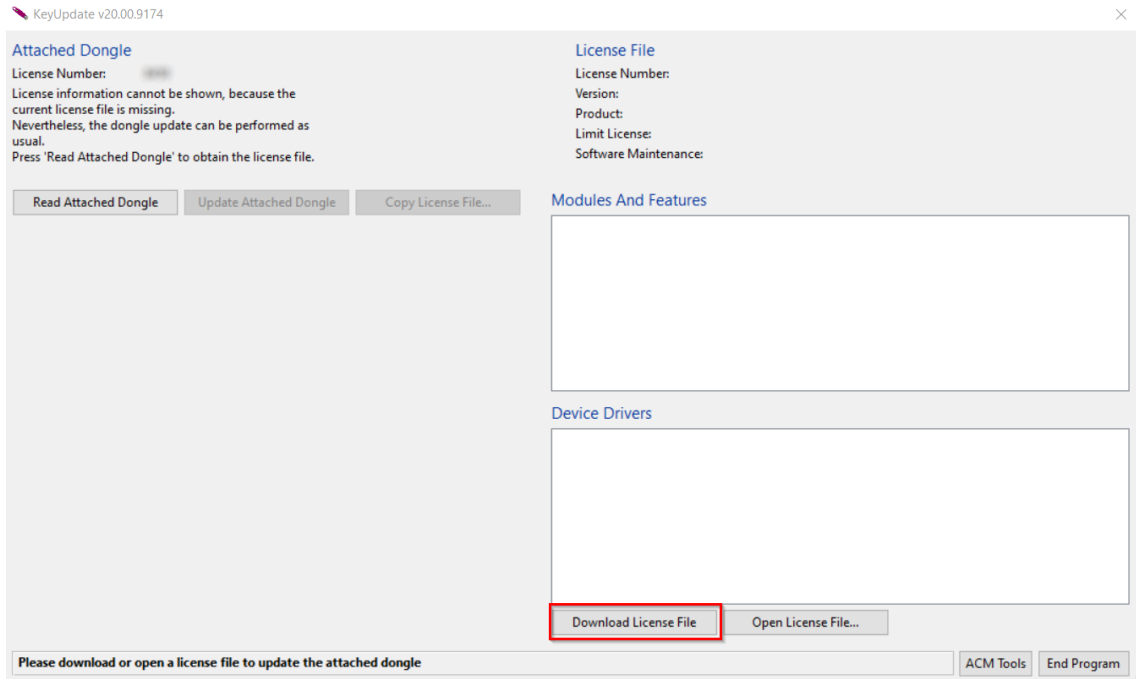 KeyUpdate v20.00.9174
Attached Dongle
License Number:
License information cannot be shown, because the
current license file is missing.
Nevertheless, the dongle update can be performed as
usual.
Press 'Read Attached Dongle' to obtain the license file.
Read Attached Dongle
Update Attached Dongle
Copy License File...
License File
License Number:
Version:
Product:
Limit License:
Software Maintenance:
Modules And Features
Device Drivers
Download License File
Open License File...
Please download or open a license file to update the attached dongle
ACM Tools
End Program